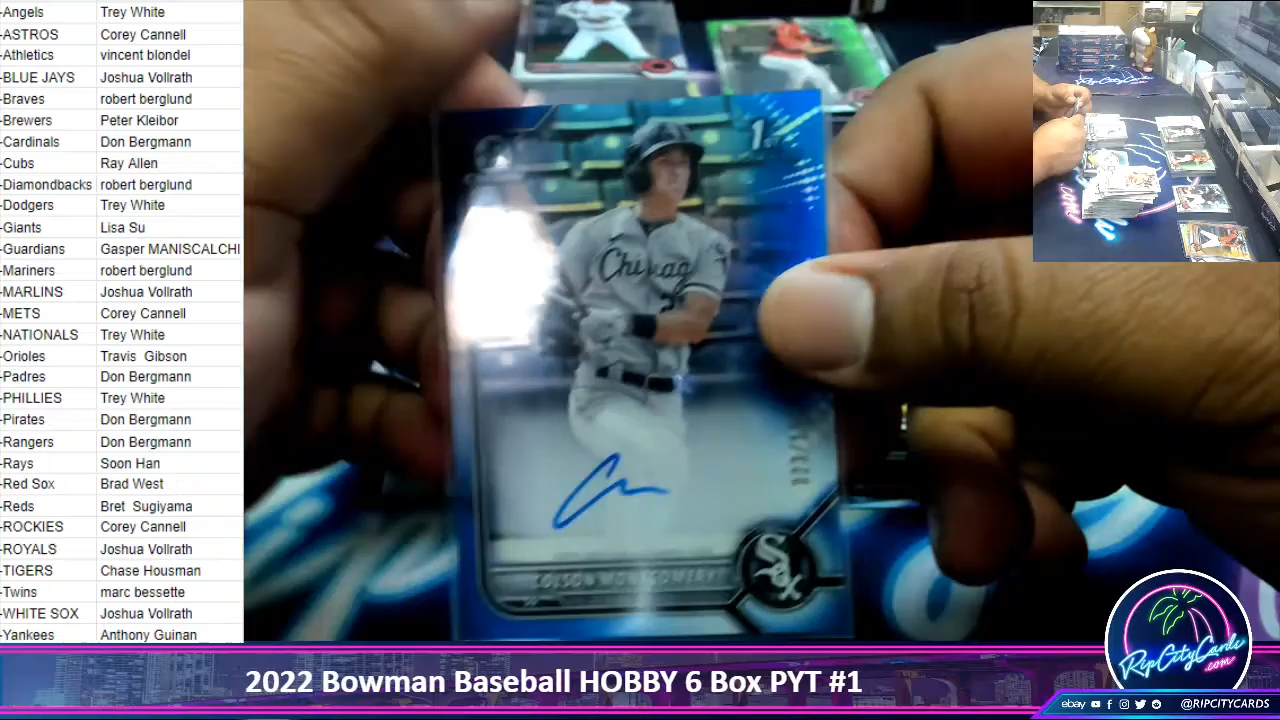 -Angels Trey White
-ASTROS Corey Cannell
-Athletics vincent blondel
-BLUE JAYS Joshua Vollrath
-Braves robert berglund
-Brewers Peter Kleibor
-Cardinals Don Bergmann
-Cubs Ray Allen
-Diamondbacks robert berglund
-Dodgers Trey White
-Giants Lisa Su
-Guardians Gasper MANISCALCHI
-Mariners robert berglund
-MARLINS Joshua Vollrath
-METS Corey Cannell
-NATIONALS Trey White
-Orioles Travis Gibson
-Padres Don Bergmann
-PHILLIES Trey White
-Pirates Don Bergmann
-Rangers Don Bergmann
-Rays Soon Han
-Red Sox Brad West
-Reds Bret Sugiyama
-ROCKIES Corey Cannell
-ROYALS Joshua Vollrath
-TIGERS Chase Housman
-Twins marc bessette
-WHITE SOX Joshua Vollrath
-Yankees Anthony Guinan
1st
Chicago
COLSON MONTGOMERY
Sox
2022 Bowman Baseball HOBBY 6 Box PYT #1
RipCityCards
.com
ebay
@RIPCITYCARDS